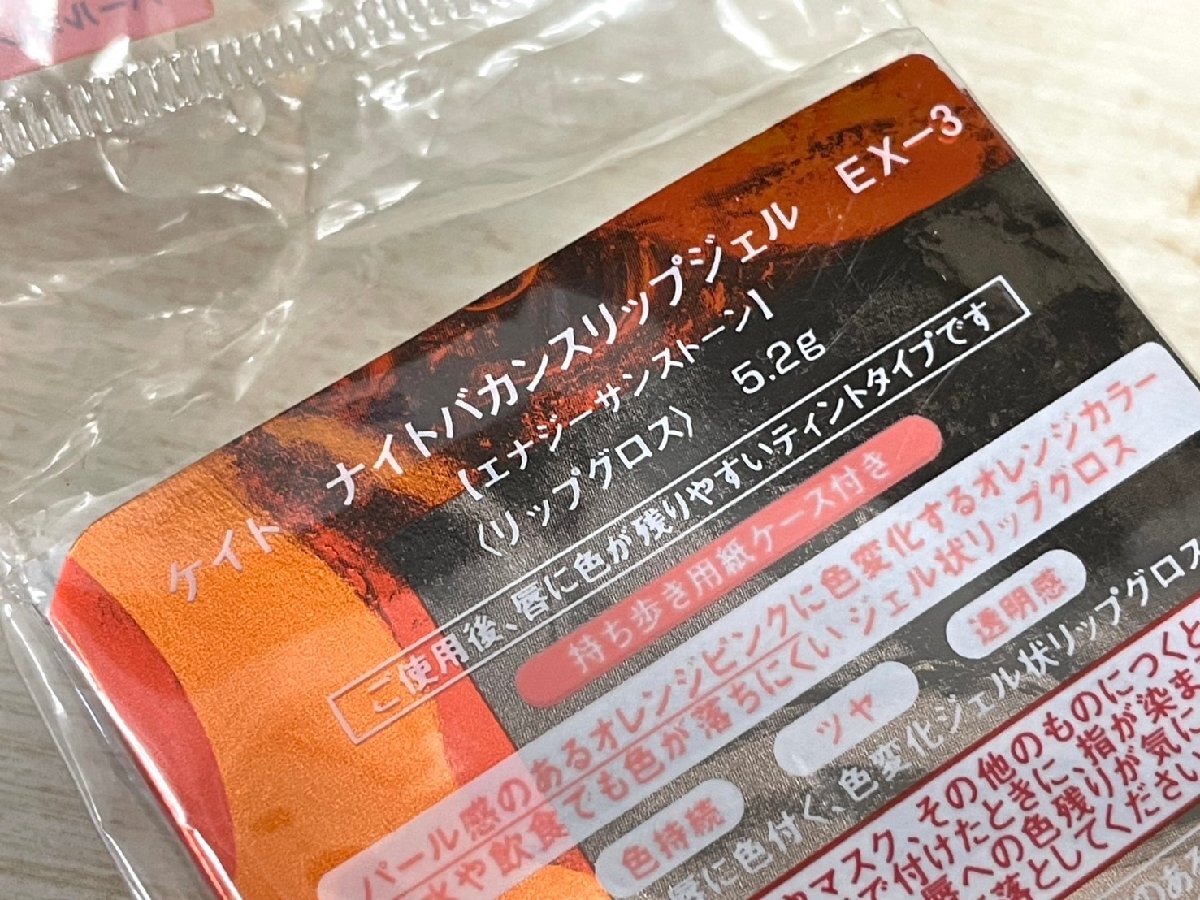 ケイト ナイトバカンスリップジェル EX-3
【エナジーサンストーン】
〈リップグロス〉 5.2g
ご使用後、唇に色が残りやすいティントタイプです
持ち歩き用紙ケース付き
パール感のあるオレンジピンクに色変化するオレンジカラー
水や飲食でも色が落ちにくいジェル状リップグロス
色持続 ツヤ 透明感
唇に色付く、色変化ジェル状リップグロス
マスク、その他のものにつくと
で付けたときに、指が染ま
唇への色残りが気に
落としてください